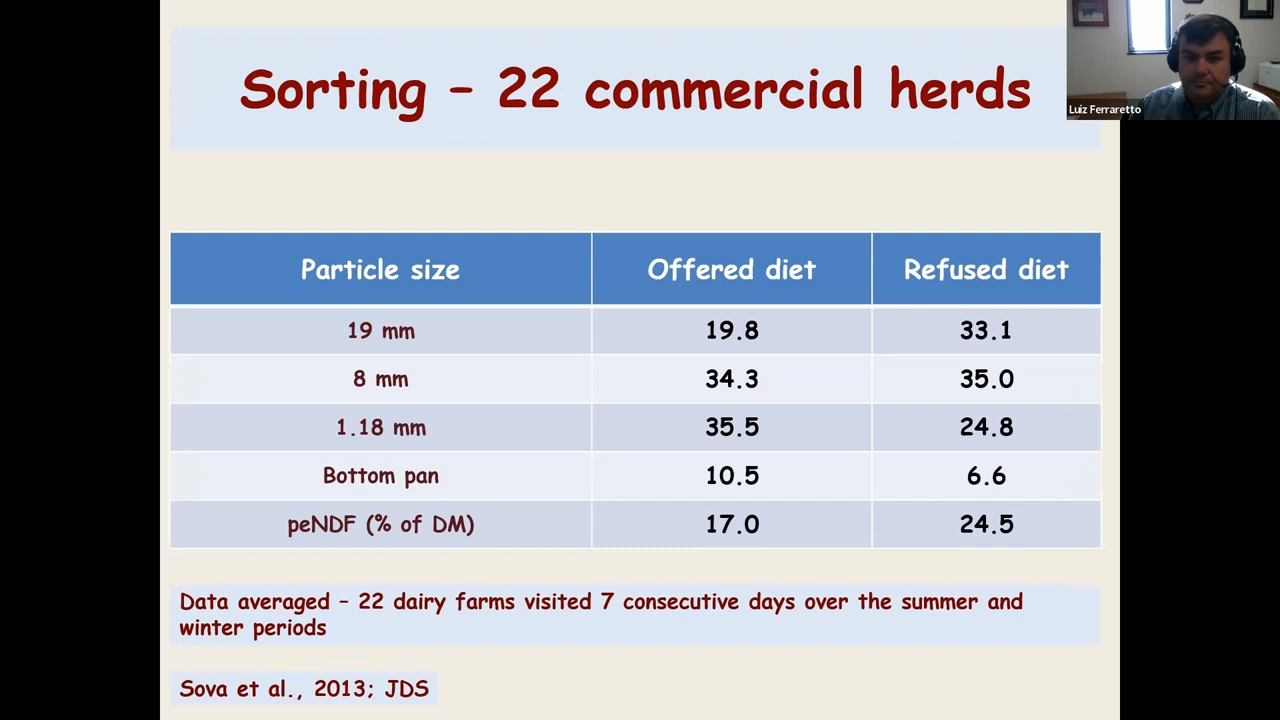 Sorting – 22 commercial herds
Luiz Ferraretto
Particle size Offered diet Refused diet
19 mm 19.8 33.1
8 mm 34.3 35.0
1.18 mm 35.5 24.8
Bottom pan 10.5 6.6
peNDF (% of DM) 17.0 24.5
Data averaged – 22 dairy farms visited 7 consecutive days over the summer and
winter periods
Sova et al., 2013; JDS